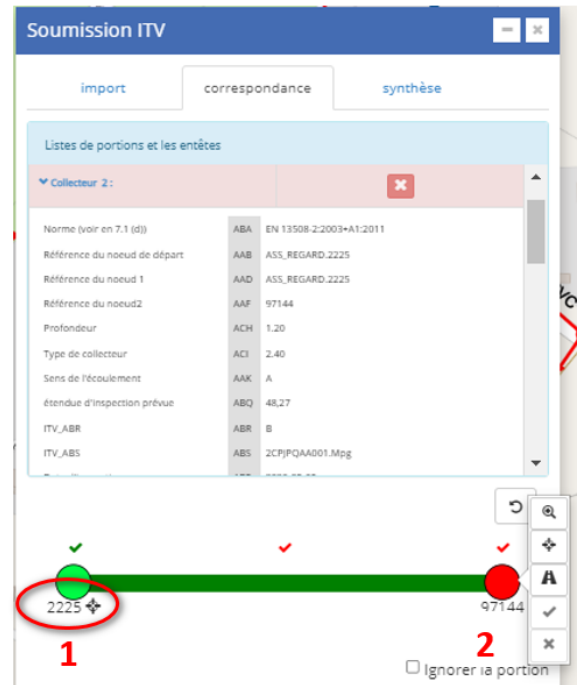 Soumission ITV
import correspondance synthèse
Listes de portions et les entêtes
Collecteur 2 :
Norme (voir en 7.1 (d)) ABA EN 13508-2:2003+A1:2011
Référence du noeud de départ AAB ASS_REGARD.2225
Référence du noeud 1 AAD ASS_REGARD.2225
Référence du noeud2 AAF 97144
Profondeur ACH 1.20
Type de collecteur ACI 2.40
Sens de l'écoulement AAK A
étendue d'inspection prévue ABQ 48,27
ITV_ABR ABR B
ITV_ABS ABS 2CPJPQAA001.Mpg
2225 97144
1 2
Ignorer la portion